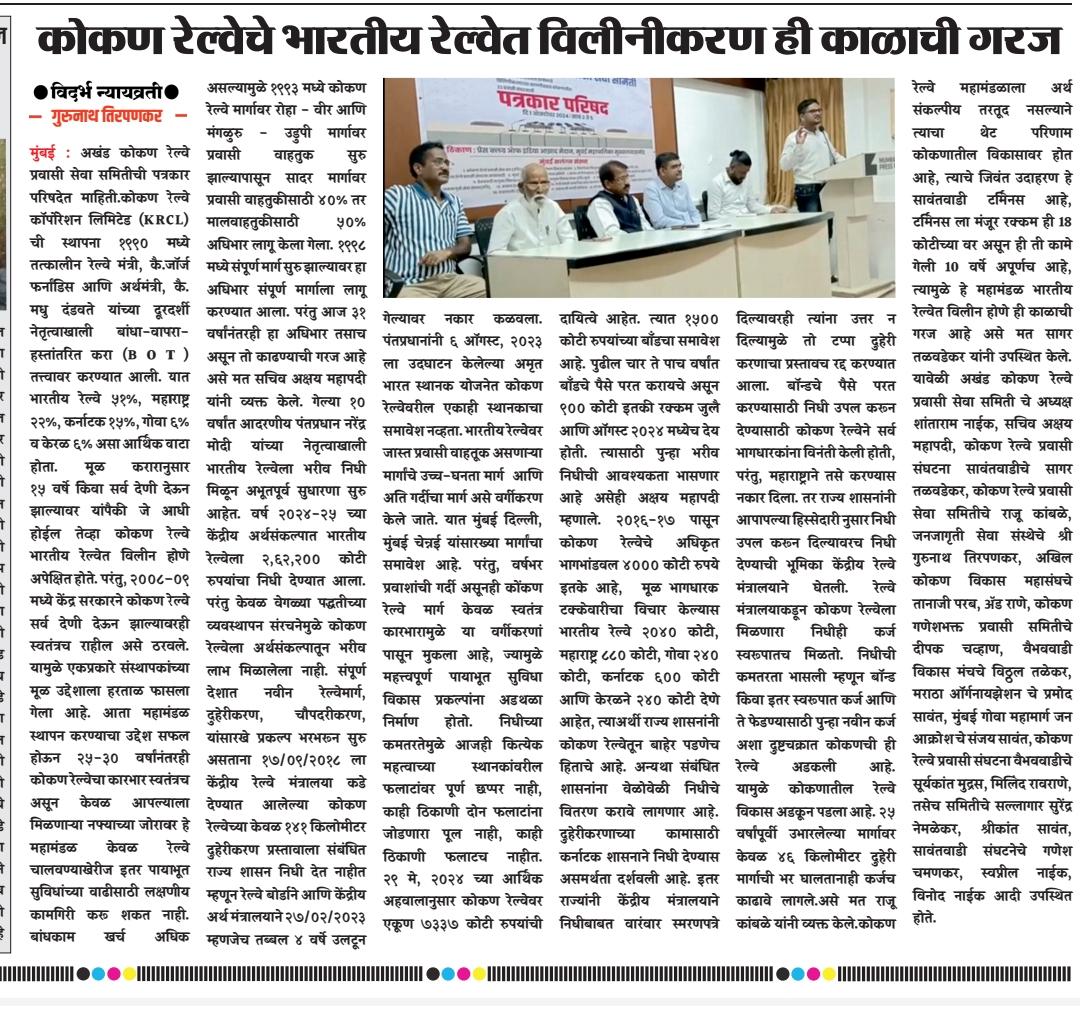 कोकण रेल्वेचे भारतीय रेल्वेत विलीनीकरण ही काळाची गरज
●विदर्भ न्यायव्रती●
– गुरुनाथ तिरपणकर –
मुंबई : अखंड कोकण रेल्वे
प्रवासी सेवा समितीची पत्रकार
परिषदेत माहिती.कोकण रेल्वे
कॉर्पोरेशन लिमिटेड (KRCL)
ची स्थापना १९९० मध्ये
तत्कालीन रेल्वे मंत्री, कै.जॉर्ज
फर्नांडिस आणि अर्थमंत्री, कै.
मधु दंडवते यांच्या दूरदर्शी
नेतृत्वाखाली बांधा-वापरा-
हस्तांतरित करा (B O T )
तत्त्वावर करण्यात आली. यात
भारतीय रेल्वे ५१%, महाराष्ट्र
२२%, कर्नाटक १५%, गोवा ६%
व केरळ ६% असा आर्थिक वाटा
होता. मूळ करारानुसार
१५ वर्षे किंवा सर्व देणी देऊन
झाल्यावर यांपैकी जे आधी
होईल तेव्हा कोकण रेल्वे
भारतीय रेल्वेत विलिन होणे
अपेक्षित होते. परंतु, २००८-०९
मध्ये केंद्र सरकारने कोकण रेल्वे
सर्व देणी देऊन झाल्यावरही
स्वतंत्रच राहील असे ठरवले.
यामुळे एकप्रकारे संस्थापकांच्या
मूळ उद्देशाला हरताळ फासला
गेला आहे. आता महामंडळ
स्थापन करण्याचा उद्देश सफल
होऊन २५-३० वर्षांनंतरही
कोकण रेल्वेचा कारभार स्वतंत्रच
असून केवळ आपल्याला
मिळणाऱ्या नफ्याच्या जोरावर हे
महामंडळ केवळ रेल्वे
चालवण्याखेरीज इतर पायाभूत
सुविधांच्या वाढीसाठी लक्षणीय
कामगिरी करू शकत नाही.
बांधकाम खर्च अधिक
असल्यामुळे १९९३ मध्ये कोकण
रेल्वे मार्गावर रोहा - वीर आणि
मंगळुरु - उडुपी मार्गावर
प्रवासी वाहतुक सुरु
झाल्यापासून सादर मार्गावर
प्रवासी वाहतुकीसाठी ४०% तर
मालवाहतुकीसाठी ५०%
अधिभार लागू केला गेला. १९९८
मध्ये संपूर्ण मार्ग सुरु झाल्यावर हा
अधिभार संपूर्ण मार्गाला लागू
करण्यात आला. परंतु आज ३१
वर्षांनंतरही हा अधिभार तसाच
असून तो काढण्याची गरज आहे
असे मत सचिव अक्षय महापदी
यांनी व्यक्त केले. गेल्या १०
वर्षांत आदरणीय पंतप्रधान नरेंद्र
मोदी यांच्या नेतृत्वाखाली
भारतीय रेल्वेला भरीव निधी
मिळून अभूतपूर्व सुधारणा सुरु
आहेत. वर्ष २०२४-२५ च्या
केंद्रीय अर्थसंकल्पात भारतीय
रेल्वेला २,६२,२०० कोटी
रुपयांचा निधी देण्यात आला.
परंतु केवळ वेगळ्या पद्धतीच्या
व्यवस्थापन संरचनेमुळे कोकण
रेल्वेला अर्थसंकल्पातून भरीव
लाभ मिळालेला नाही. संपूर्ण
देशात नवीन रेल्वेमार्ग,
दुहेरीकरण, चौपदरीकरण,
यांसारखे प्रकल्प भरभरून सुरु
असताना १७/०९/२०१८ ला
केंद्रीय रेल्वे मंत्रालया कडे
देण्यात आलेल्या कोकण
रेल्वेच्या केवळ १४१ किलोमीटर
दुहेरीकरण प्रस्तावाला संबंधित
राज्य शासन निधी देत नाहीत
म्हणून रेल्वे बोर्डाने आणि केंद्रीय
अर्थ मंत्रालयाने २७/०२/२०२३
म्हणजेच तब्बल ४ वर्षे उलटून
पत्रकार परिषद
ठिकाण : प्रेस क्लब ऑफ इंडिया आझाद मैदान, मुंबई महापालिका मुख्यालयासमोर,
गेल्यावर नकार कळवला.
पंतप्रधानांनी ६ ऑगस्ट, २०२३
ला उदघाटन केलेल्या अमृत
भारत स्थानक योजनेत कोकण
रेल्वेवरील एकाही स्थानकाचा
समावेश नव्हता. भारतीय रेल्वेवर
जास्त प्रवासी वाहतूक असणाऱ्या
मार्गांचे उच्च-घनता मार्ग आणि
अति गर्दीचा मार्ग असे वर्गीकरण
केले जाते. यात मुंबई दिल्ली,
मुंबई चेन्नई यांसारख्या मार्गांचा
समावेश आहे. परंतु, वर्षभर
प्रवाशांची गर्दी असूनही कोंकण
रेल्वे मार्ग केवळ स्वतंत्र
कारभारामुळे या वर्गीकरणां
पासून मुकला आहे, ज्यामुळे
महत्त्वपूर्ण पायाभूत सुविधा
विकास प्रकल्पांना अडथळा
निर्माण होतो. निधीच्या
कमतरतेमुळे आजही कित्येक
महत्वाच्या स्थानकांवरील
फलाटांवर पूर्ण छप्पर नाही,
काही ठिकाणी दोन फलाटांना
जोडणारा पूल नाही, काही
ठिकाणी फलाटच नाहीत.
२९ मे, २०२४ च्या आर्थिक
अहवालानुसार कोकण रेल्वेवर
एकूण ७३३७ कोटी रुपयांची
दायित्वे आहेत. त्यात १५००
कोटी रुपयांच्या बाँडचा समावेश
आहे. पुढील चार ते पाच वर्षांत
बाँडचे पैसे परत करायचे असून
९०० कोटी इतकी रक्कम जुलै
आणि ऑगस्ट २०२४ मध्येच देय
होती. त्यासाठी पुन्हा भरीव
निधीची आवश्यकता भासणार
आहे असेही अक्षय महापदी
म्हणाले. २०१६-१७ पासून
कोकण रेल्वेचे अधिकृत
भागभांडवल ४००० कोटी रुपये
इतके आहे, मूळ भागधारक
टक्केवारीचा विचार केल्यास
भारतीय रेल्वे २०४० कोटी,
महाराष्ट्र ८८० कोटी, गोवा २४०
कोटी, कर्नाटक ६०० कोटी
आणि केरळने २४० कोटी देणे
आहेत, त्याअर्थी राज्य शासनांनी
कोकण रेल्वेतून बाहेर पडणेच
हिताचे आहे. अन्यथा संबंधित
शासनांना वेळोवेळी निधीचे
वितरण करावे लागणार आहे.
दुहेरीकरणाच्या कामासाठी
कर्नाटक शासनाने निधी देण्यास
असमर्थता दर्शवली आहे. इतर
राज्यांनी केंद्रीय मंत्रालयाने
निधीबाबत वारंवार स्मरणपत्रे
दिल्यावरही त्यांना उत्तर न
दिल्यामुळे तो टप्पा दुहेरी
करणाचा प्रस्तावच रद्द करण्यात
आला. बॉन्डचे पैसे परत
करण्यासाठी निधी उपल करून
देण्यासाठी कोकण रेल्वेने सर्व
भागधारकांना विनंती केली होती,
परंतु, महाराष्ट्राने तसे करण्यास
नकार दिला. तर राज्य शासनांनी
आपापल्या हिस्सेदारी नुसार निधी
उपल करून दिल्यावरच निधी
देण्याची भूमिका केंद्रीय रेल्वे
मंत्रालयाने घेतली. रेल्वे
मंत्रालयाकडून कोकण रेल्वेला
मिळणारा निधीही कर्ज
स्वरूपातच मिळतो. निधीची
कमतरता भासली म्हणून बॉन्ड
किंवा इतर स्वरूपात कर्ज आणि
ते फेडण्यासाठी पुन्हा नवीन कर्ज
अशा दुष्टचक्रात कोकणची ही
रेल्वे अडकली आहे.
यामुळे कोकणातील रेल्वे
विकास अडकून पडला आहे. २५
वर्षांपूर्वी उभारलेल्या मार्गावर
केवळ ४६ किलोमीटर दुहेरी
मार्गाची भर घालतानाही कर्जच
काढावे लागले.असे मत राजू
कांबळे यांनी व्यक्त केले.कोकण
रेल्वे महामंडळाला अर्थ
संकल्पीय तरतूद नसल्याने
त्याचा थेट परिणाम
कोकणातील विकासावर होत
आहे, त्याचे जिवंत उदाहरण हे
सावंतवाडी टर्मिनस आहे,
टर्मिनस ला मंजूर रक्कम ही 18
कोटीच्या वर असून ही ती कामे
गेली 10 वर्षे अपूर्णच आहे,
त्यामुळे हे महामंडळ भारतीय
रेल्वेत विलिन होणे ही काळाची
गरज आहे असे मत सागर
तळवडेकर यांनी उपस्थित केले.
यावेळी अखंड कोकण रेल्वे
प्रवासी सेवा समिती चे अध्यक्ष
शांताराम नाईक, सचिव अक्षय
महापदी, कोकण रेल्वे प्रवासी
संघटना सावंतवाडीचे सागर
तळवडेकर, कोकण रेल्वे प्रवासी
सेवा समितीचे राजू कांबळे,
जनजागृती सेवा संस्थेचे श्री
गुरुनाथ तिरपणकर, अखिल
कोकण विकास महासंघचे
तानाजी परब, ॲड राणे, कोकण
गणेशभक्त प्रवासी समितीचे
दीपक चव्हाण, वैभववाडी
विकास मंचचे विठ्ठल तळेकर,
मराठा ऑर्गनायझेशन चे प्रमोद
सावंत, मुंबई गोवा महामार्ग जन
आक्रोश चे संजय सावंत, कोकण
रेल्वे प्रवासी संघटना वैभववाडीचे
सूर्यकांत मुद्रस, मिलिंद रावराणे,
तसेच समितीचे सल्लागार सुरेंद्र
नेमळेकर, श्रीकांत सावंत,
सावंतवाडी संघटनेचे गणेश
चमणकर, स्वप्नील नाईक,
विनोद नाईक आदी उपस्थित
होते.